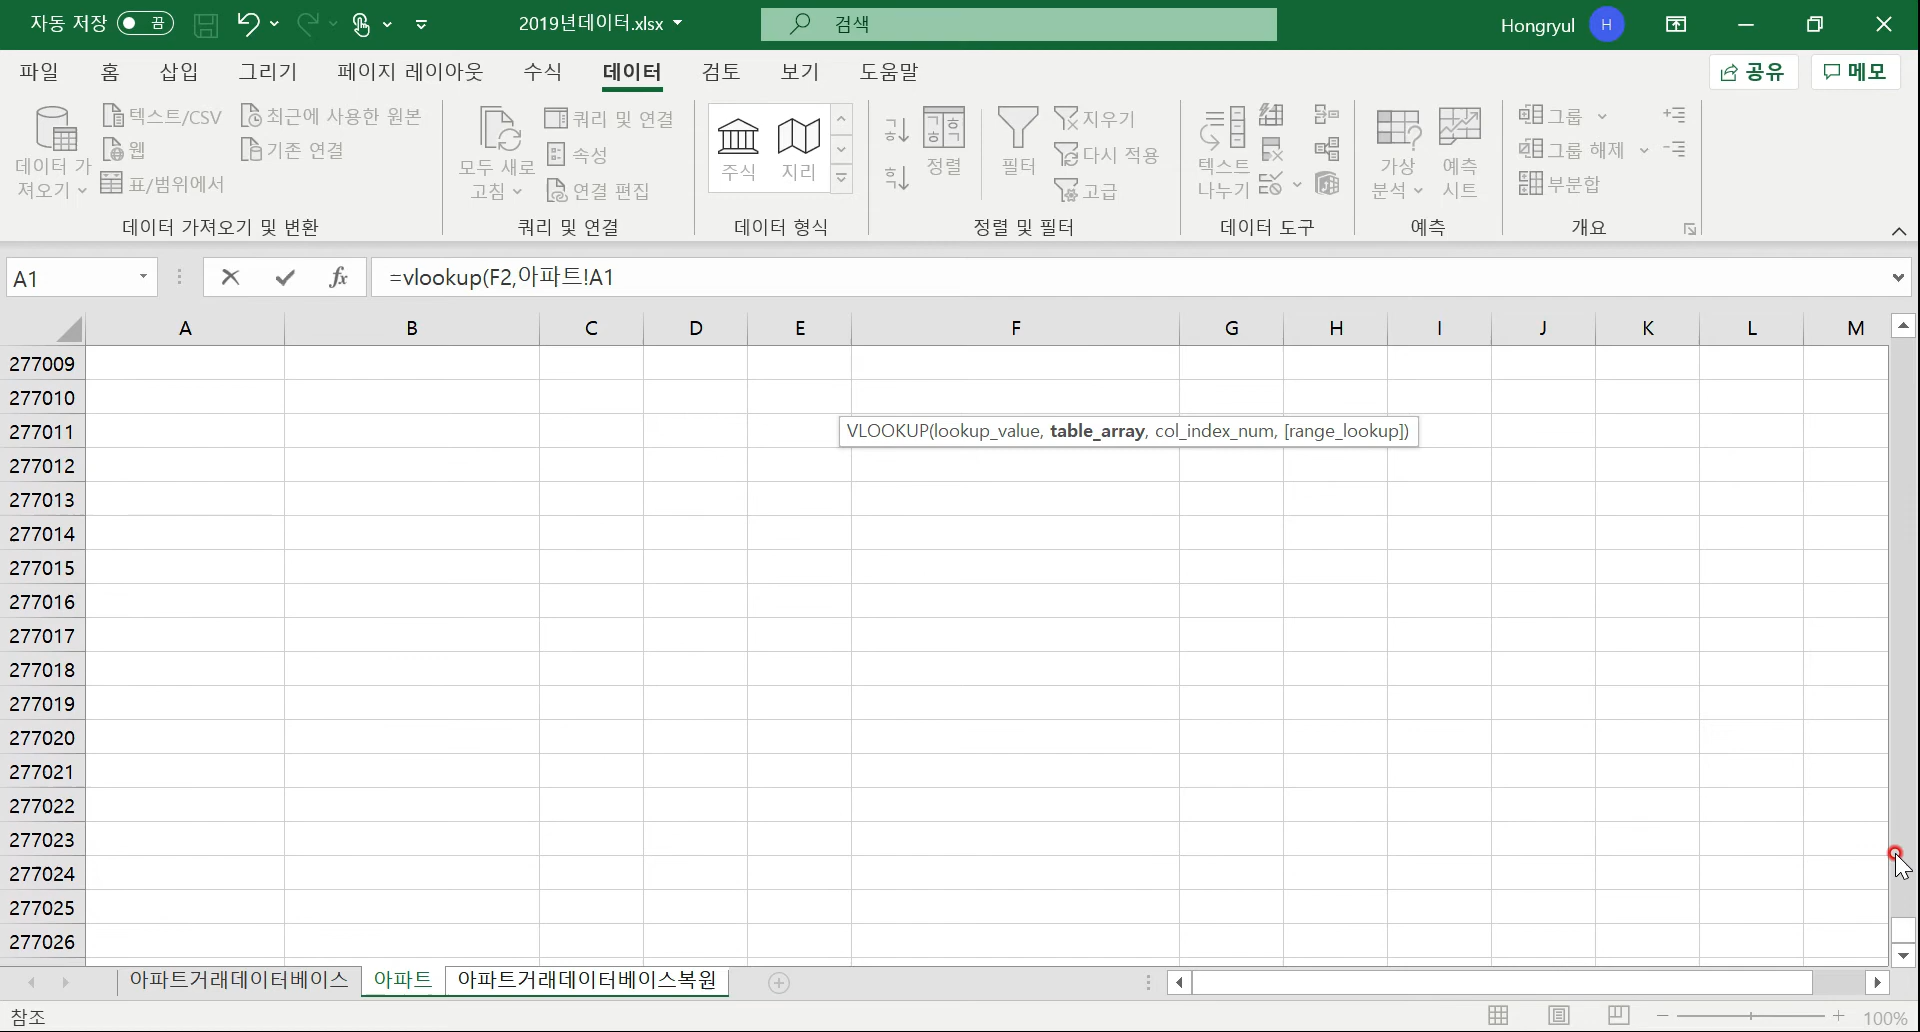 자동 저장 끔 2019년데이터.xlsx 검색 Hongryul H
파일 홈 삽입 그리기 페이지 레이아웃 수식 데이터 검토 보기 도움말 공유 메모
데이터 가
져오기
텍스트/CSV
웹
표/범위에서
최근에 사용한 원본
기존 연결
데이터 가져오기 및 변환
모두 새로
고침
쿼리 및 연결
속성
연결 편집
쿼리 및 연결
주식 지리
데이터 형식
ㄱㅎ
ㅎㄱ
정렬
필터
지우기
다시 적용
고급
정렬 및 필터
텍스트
나누기
데이터 도구
가상
분석
예측
시트
예측
그룹
그룹 해제
부분합
개요
A1 fx =vlookup(F2,아파트!A1
A B C D E F G H I J K L M
277009
277010
277011
VLOOKUP(lookup_value, table_array, col_index_num, [range_lookup])
277012
277013
277014
277015
277016
277017
277018
277019
277020
277021
277022
277023
277024
277025
277026
아파트거래데이터베이스 아파트 아파트거래데이터베이스복원
참조 100%